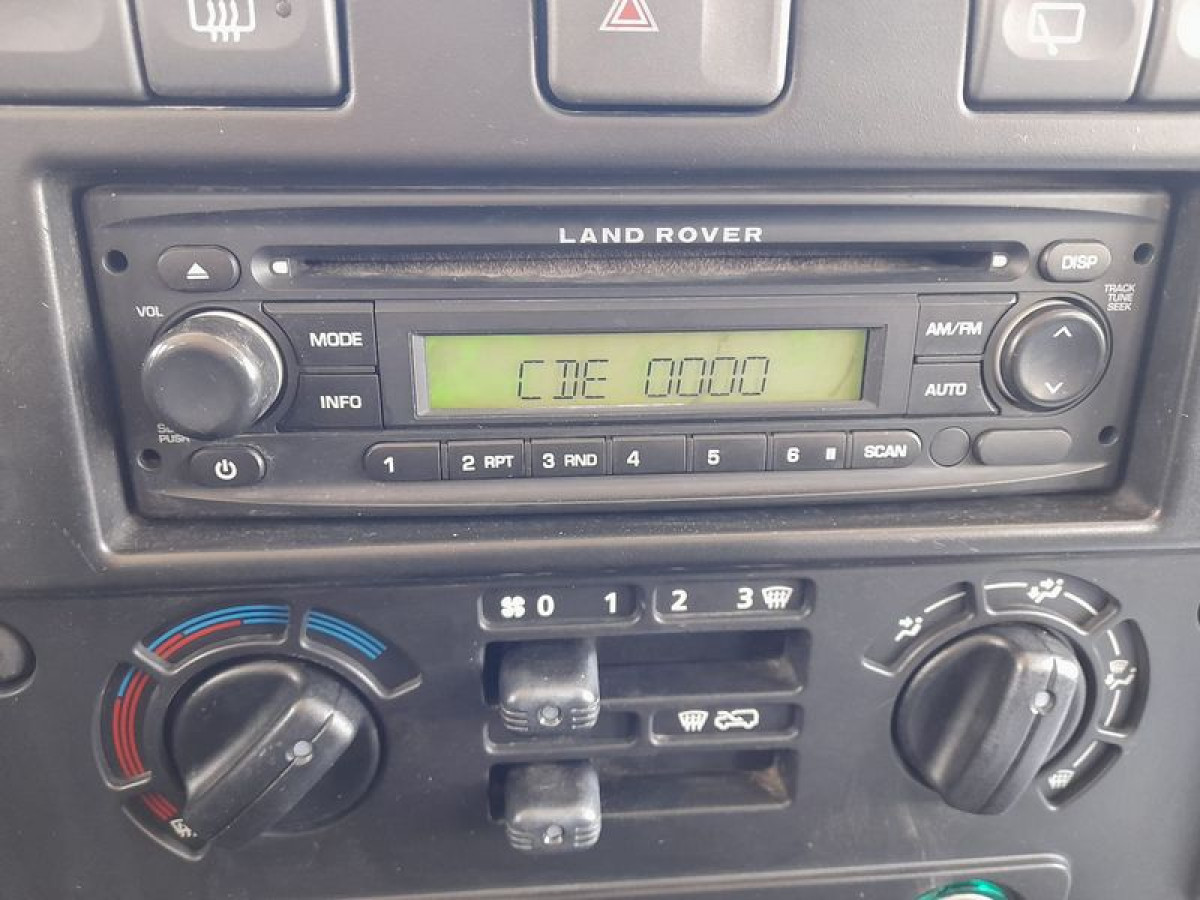 LAND ROVER
DISP
VOL
TRACK
TUNE
SEEK
MODE
AM/FM
CDE 0000
INFO
AUTO
PUSH
1
2 RPT
3 RND
4
5
6
SCAN
0 1 2 3